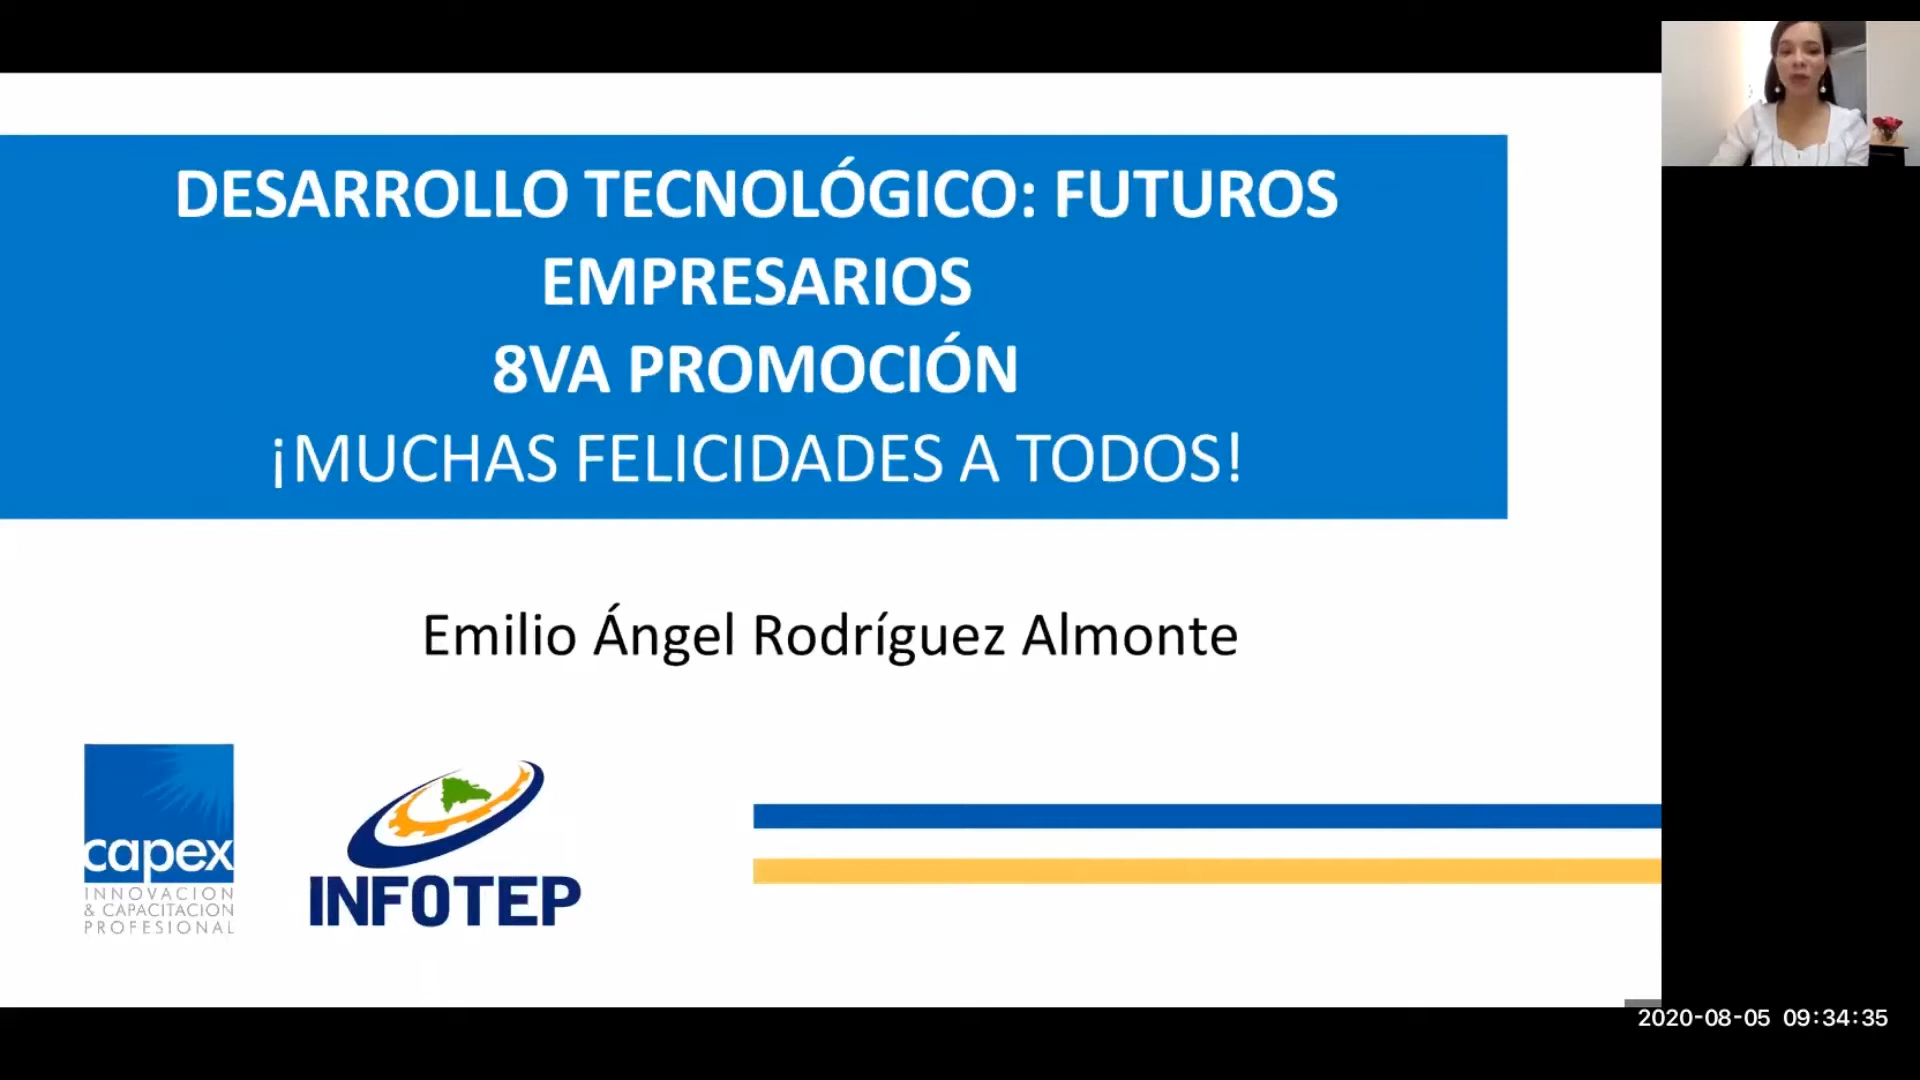 DESARROLLO TECNOLÓGICO: FUTUROS
EMPRESARIOS
8VA PROMOCIÓN
¡MUCHAS FELICIDADES A TODOS!
Emilio Ángel Rodríguez Almonte
capex
INNOVACION
& CAPACITACION
PROFESIONAL
INFOTEP
2020-08-05 09:34:35